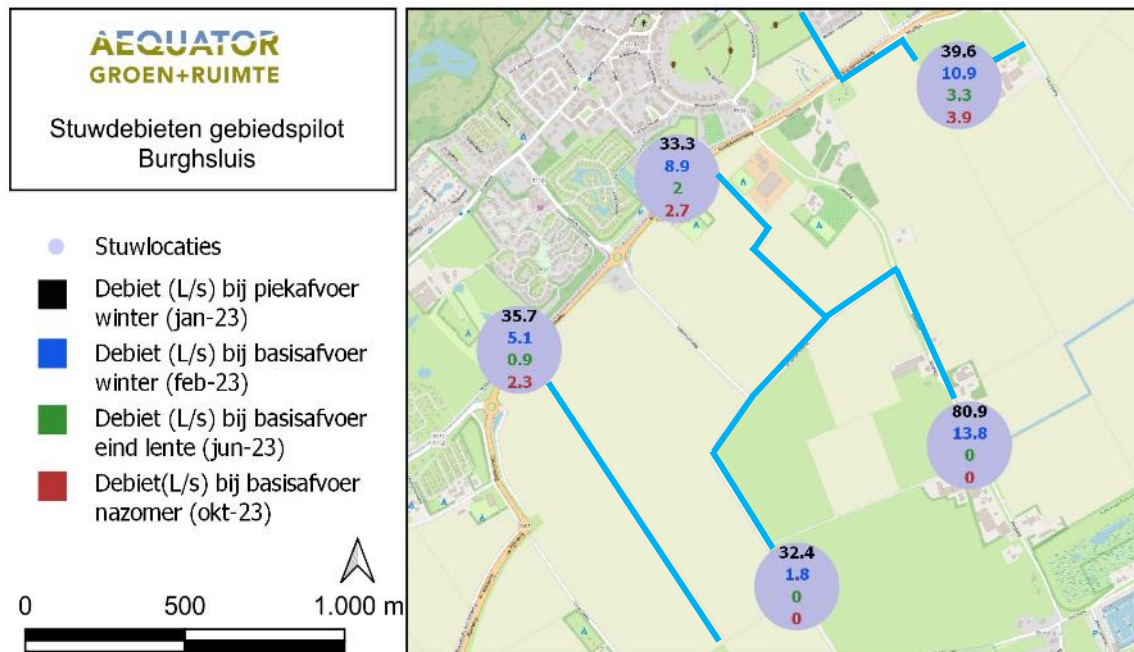 AEQUATOR
GROEN+RUIMTE
Stuwdebieten gebiedspilot
Burghsluis
Stuwlocaties
Debiet (L/s) bij piekafvoer
winter (jan-23)
Debiet (L/s) bij basisafvoer
winter (feb-23)
Debiet (L/s) bij basisafvoer
eind lente (jun-23)
Debiet(L/s) bij basisafvoer
nazomer (okt-23)
0 500 1.000 m
39.6
10.9
3.3
3.9
33.3
8.9
2
2.7
35.7
5.1
0.9
2.3
80.9
13.8
0
0
32.4
1.8
0
0